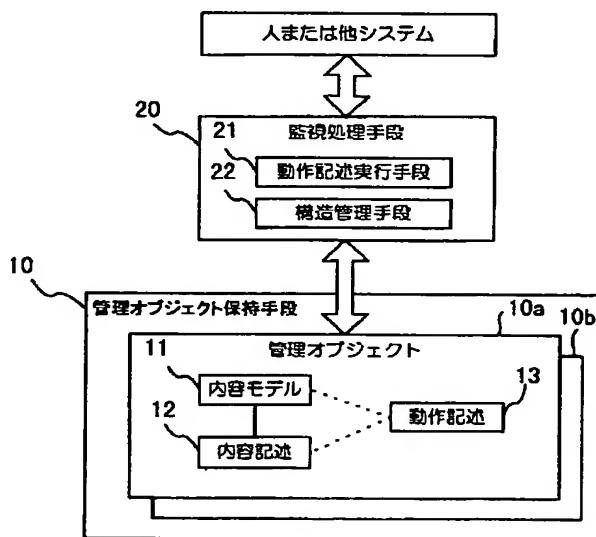 人または他システム
20
監視処理手段
21
動作記述実行手段
22
構造管理手段
10
管理オブジェクト保持手段
10a
10b
管理オブジェクト
11
内容モデル
13
動作記述
12
内容記述